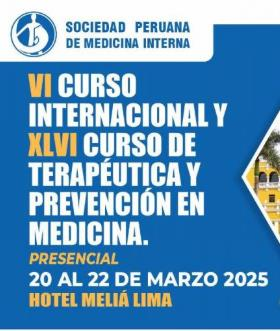 SOCIEDAD PERUANA
DE MEDICINA INTERNA
VI CURSO
INTERNACIONAL Y
XLVI CURSO DE
TERAPÉUTICA Y
PREVENCIÓN EN
MEDICINA.
PRESENCIAL
20 AL 22 DE MARZO 2025
HOTEL MELIÁ LIMA